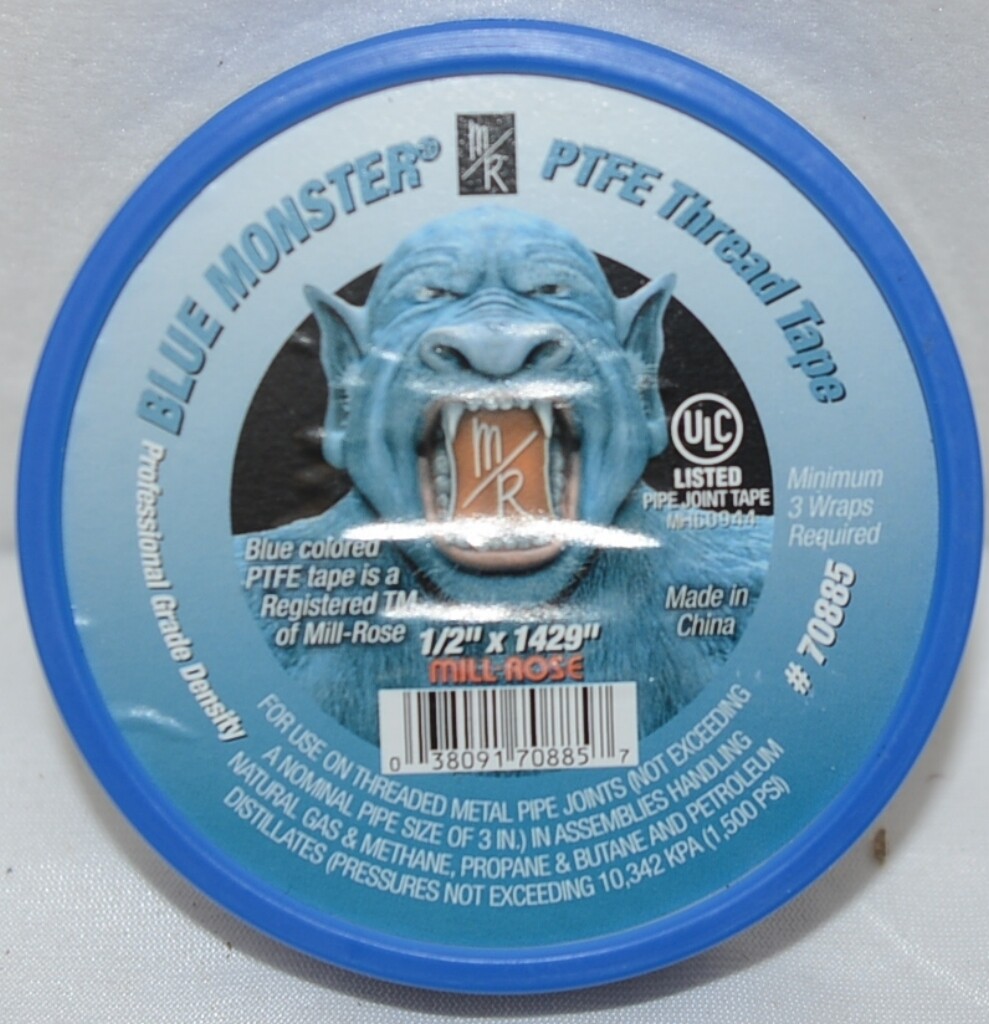 BLUE MONSTER®
M/R
PTFE Thread Tape
Professional Grade Density
M/R
ULC
LISTED
PIPE JOINT TAPE
MH60944
Minimum
3 Wraps
Required
# 70885
Blue colored
PTFE tape is a
Registered TM
of Mill-Rose
Made in
China
1/2" x 1429"
MILL-ROSE
0 38091 70885 7
FOR USE ON THREADED METAL PIPE JOINTS (NOT EXCEEDING
A NOMINAL PIPE SIZE OF 3 IN.) IN ASSEMBLIES HANDLING
NATURAL GAS & METHANE, PROPANE & BUTANE AND PETROLEUM
DISTILLATES (PRESSURES NOT EXCEEDING 10,342 KPA (1,500 PSI)